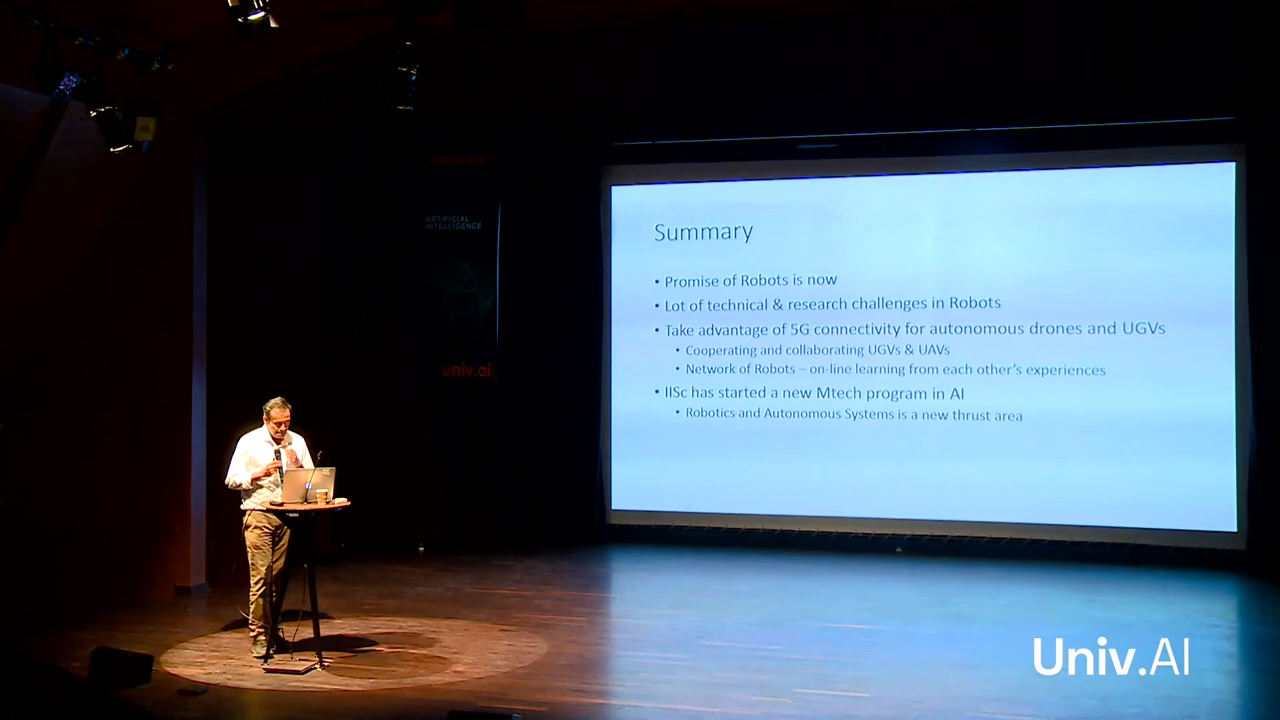 ARTIFICIAL
INTELLIGENCE
univ.ai
Summary
• Promise of Robots is now
• Lot of technical & research challenges in Robots
• Take advantage of 5G connectivity for autonomous drones and UGVs
• Cooperating and collaborating UGVs & UAVs
• Network of Robots – on-line learning from each other's experiences
• IISc has started a new Mtech program in AI
• Robotics and Autonomous Systems is a new thrust area
Univ.AI